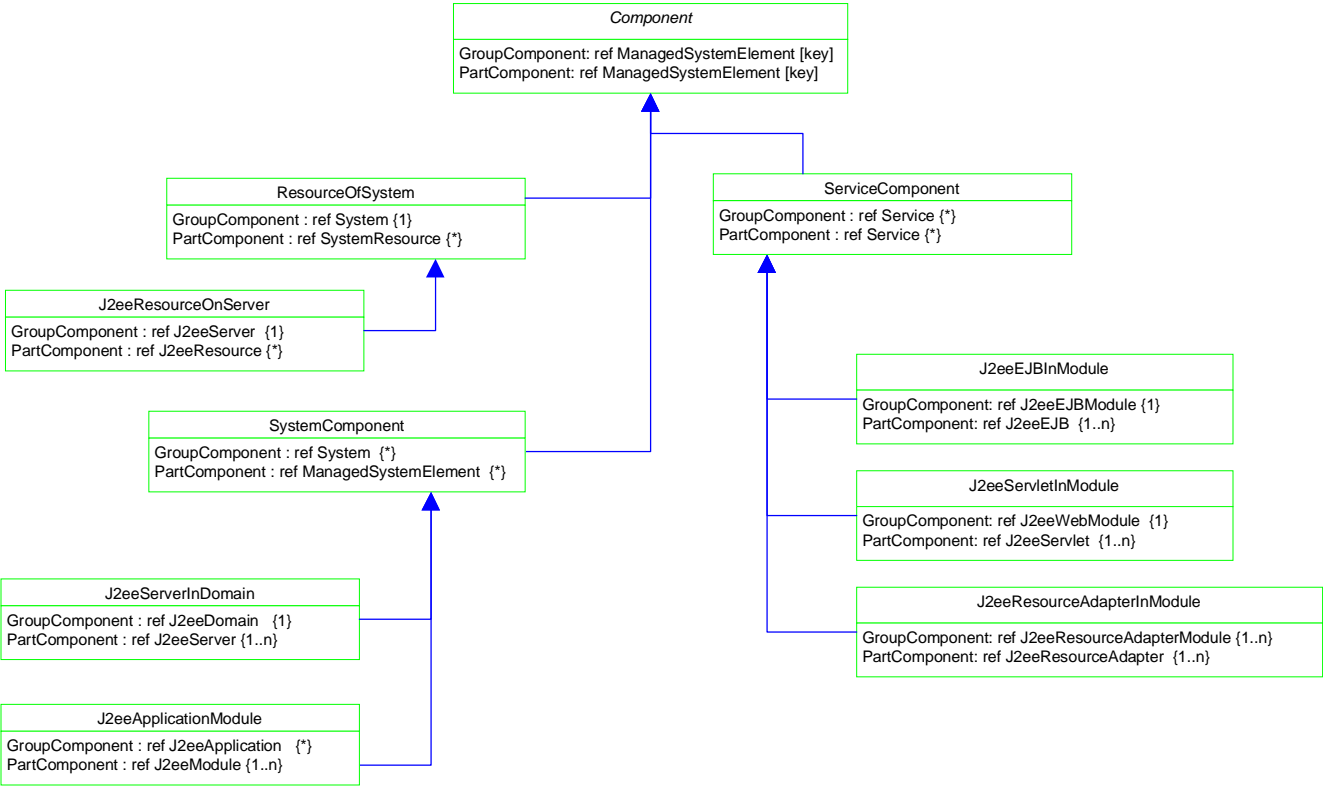 Component
GroupComponent: ref ManagedSystemElement [key]
PartComponent: ref ManagedSystemElement [key]
ResourceOfSystem
GroupComponent : ref System {1}
PartComponent : ref SystemResource {*}
ServiceComponent
GroupComponent : ref Service {*}
PartComponent : ref Service {*}
J2eeResourceOnServer
GroupComponent : ref J2eeServer {1}
PartComponent : ref J2eeResource {*}
J2eeEJBInModule
GroupComponent: ref J2eeEJBModule {1}
PartComponent: ref J2eeEJB {1..n}
SystemComponent
GroupComponent : ref System {*}
PartComponent : ref ManagedSystemElement {*}
J2eeServletInModule
GroupComponent: ref J2eeWebModule {1}
PartComponent: ref J2eeServlet {1..n}
J2eeServerInDomain
GroupComponent : ref J2eeDomain {1}
PartComponent : ref J2eeServer {1..n}
J2eeResourceAdapterInModule
GroupComponent: ref J2eeResourceAdapterModule {1..n}
PartComponent: ref J2eeResourceAdapter {1..n}
J2eeApplicationModule
GroupComponent : ref J2eeApplication {*}
PartComponent : ref J2eeModule {1..n}